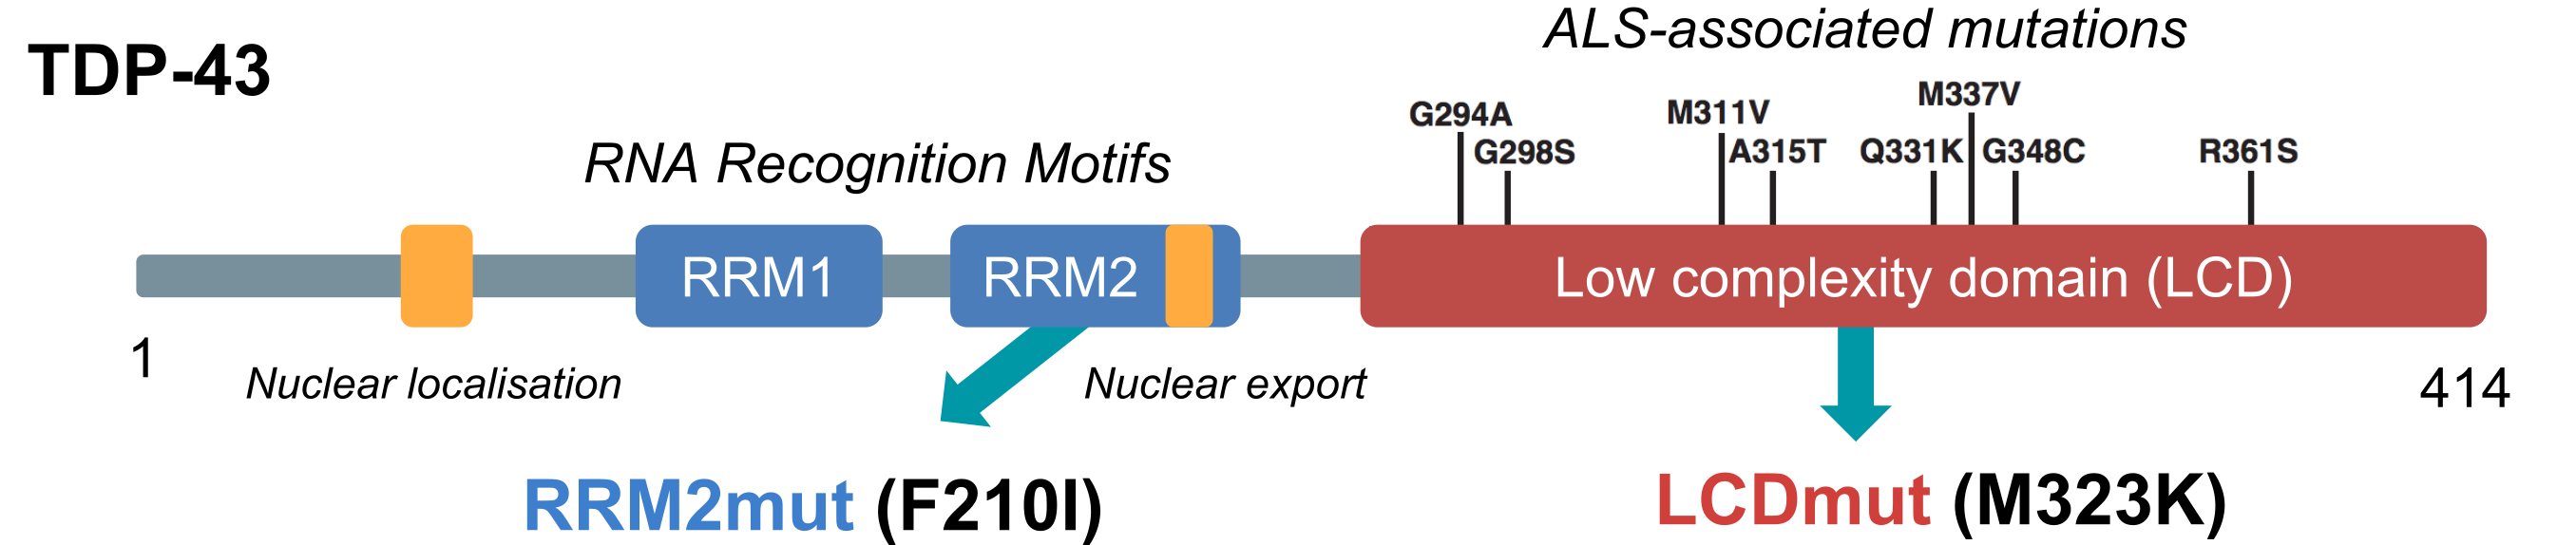 TDP-43
ALS-associated mutations
RNA Recognition Motifs
G294A
G298S
M311V
A315T
Q331K
M337V
G348C
R361S
RRM1
RRM2
Low complexity domain (LCD)
1
Nuclear localisation
Nuclear export
414
RRM2mut (F210I)
LCDmut (M323K)